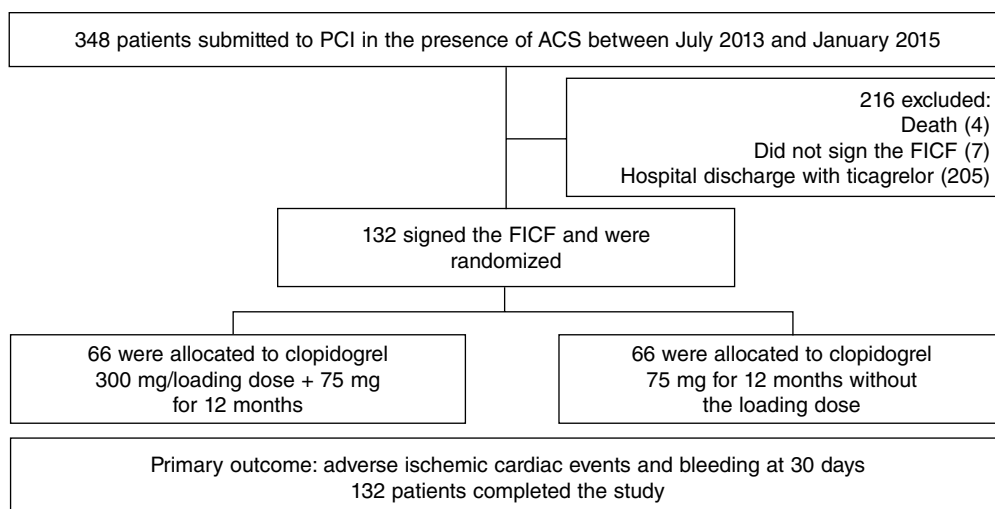 348 patients submitted to PCI in the presence of ACS between July 2013 and January 2015
216 excluded:
Death (4)
Did not sign the FICF (7)
Hospital discharge with ticagrelor (205)
132 signed the FICF and were
randomized
66 were allocated to clopidogrel
300 mg/loading dose + 75 mg
for 12 months
66 were allocated to clopidogrel
75 mg for 12 months without
the loading dose
Primary outcome: adverse ischemic cardiac events and bleeding at 30 days
132 patients completed the study